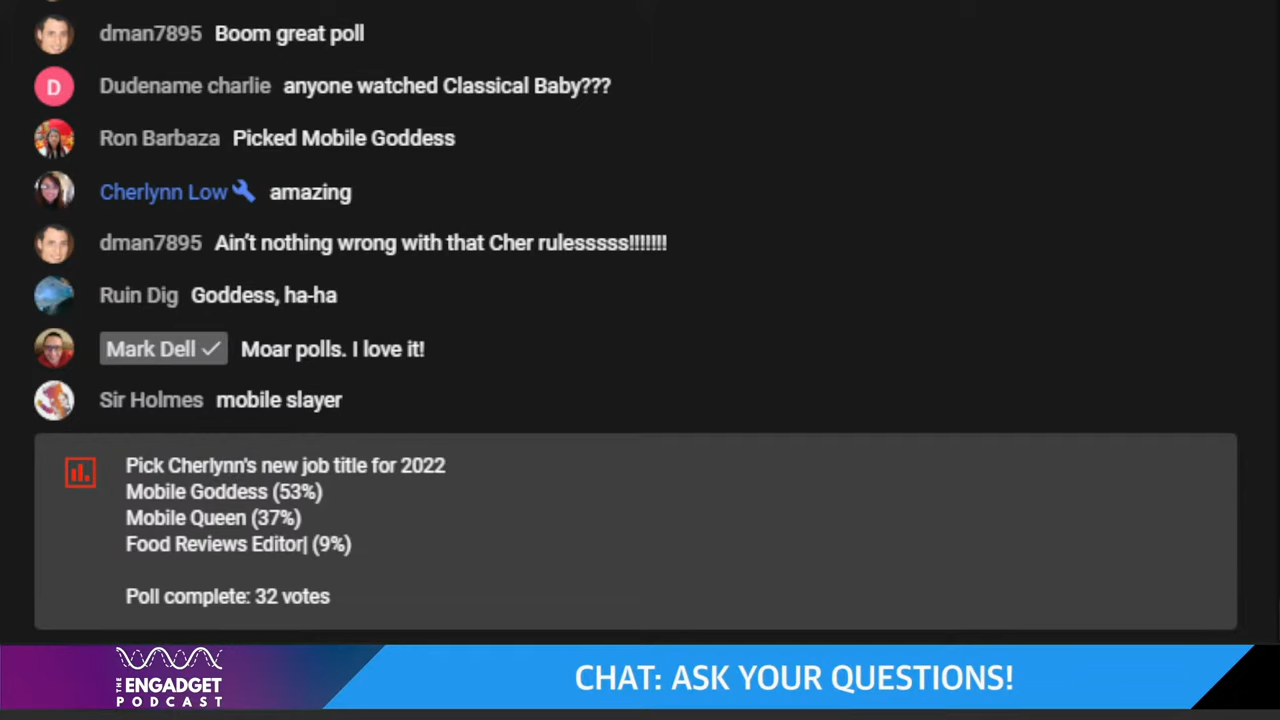 dman7895 Boom great poll
D Dudename charlie anyone watched Classical Baby???
Ron Barbaza Picked Mobile Goddess
Cherlynn Low amazing
dman7895 Ain't nothing wrong with that Cher rulesssss!!!!!!!
Ruin Dig Goddess, ha-ha
Mark Dell Moar polls. I love it!
Sir Holmes mobile slayer
Pick Cherlynn's new job title for 2022
Mobile Goddess (53%)
Mobile Queen (37%)
Food Reviews Editor| (9%)
Poll complete: 32 votes
THE ENGADGET
PODCAST
CHAT: ASK YOUR QUESTIONS!